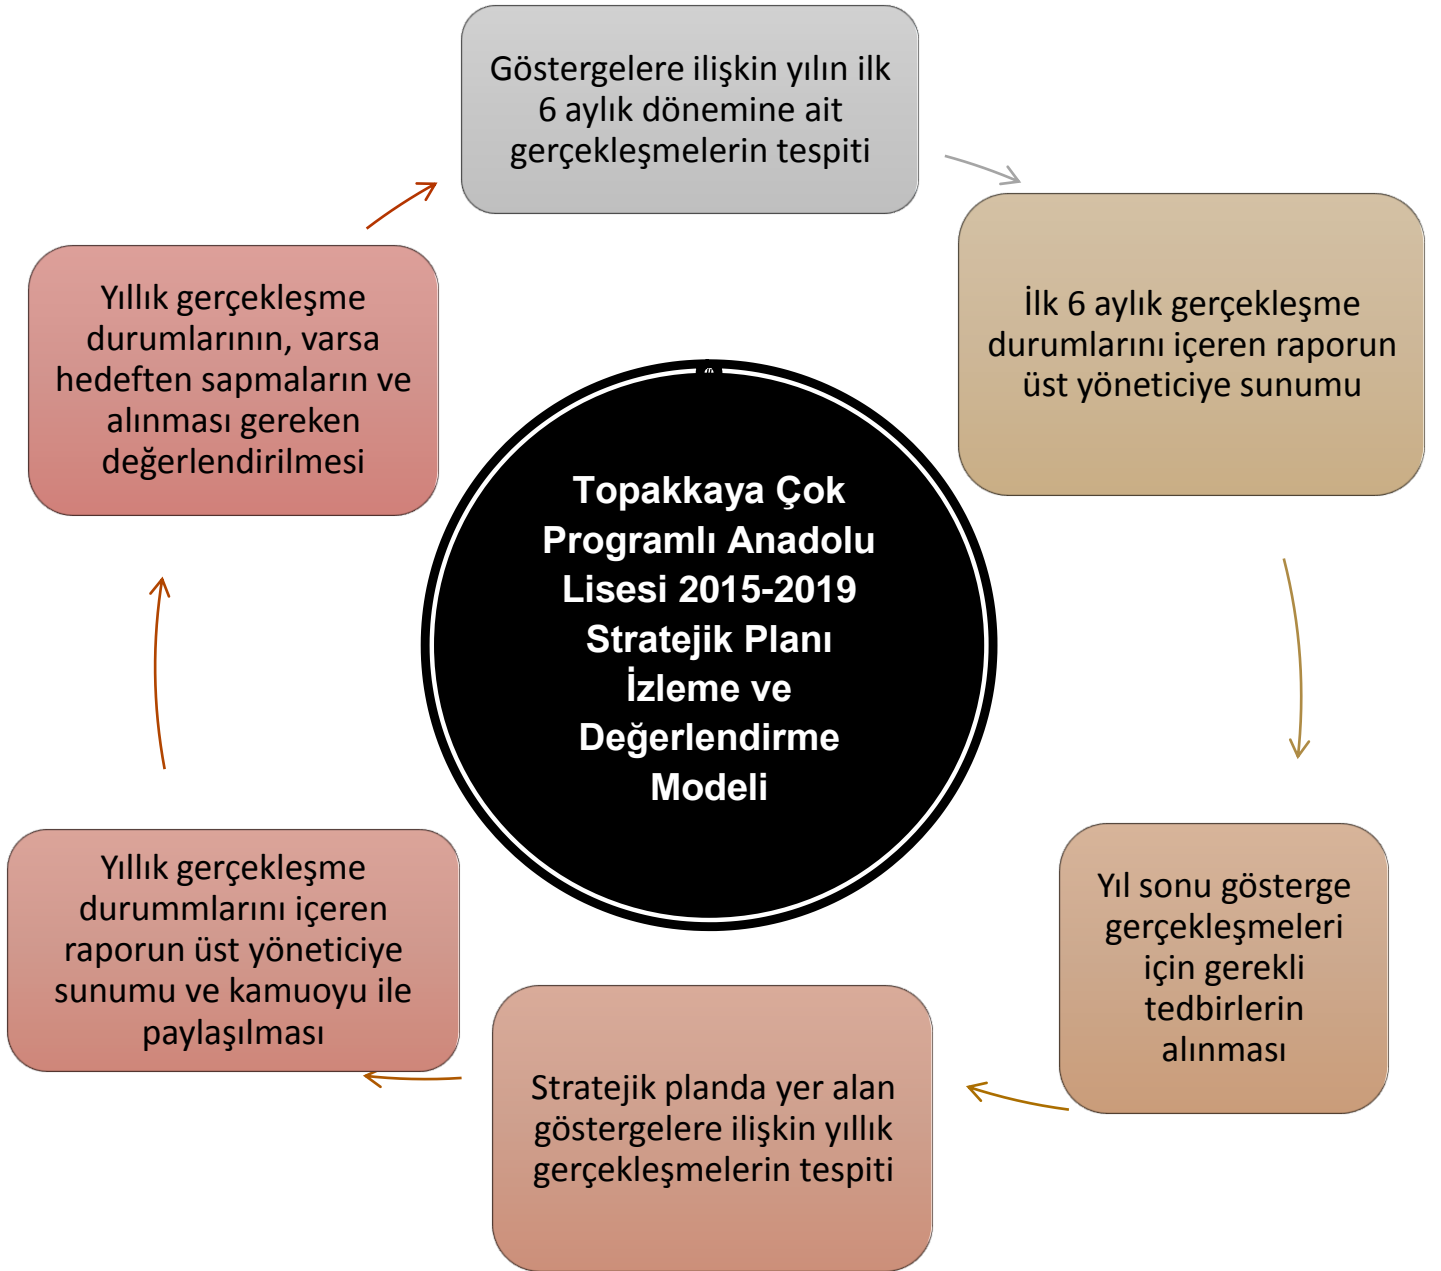 Göstergelere ilişkin yılın ilk
6 aylık dönemine ait
gerçekleşmelerin tespiti
İlk 6 aylık gerçekleşme
durumlarını içeren raporun
üst yöneticiye sunumu
Yıl sonu gösterge
gerçekleşmeleri
için gerekli
tedbirlerin
alınması
Stratejik planda yer alan
göstergelere ilişkin yıllık
gerçekleşmelerin tespiti
Yıllık gerçekleşme
durummlarını içeren
raporun üst yöneticiye
sunumu ve kamuoyu ile
paylaşılması
Yıllık gerçekleşme
durumlarının, varsa
hedeften sapmaların ve
alınması gereken
değerlendirilmesi
Topakkaya Çok
Programlı Anadolu
Lisesi 2015-2019
Stratejik Planı
İzleme ve
Değerlendirme
Modeli